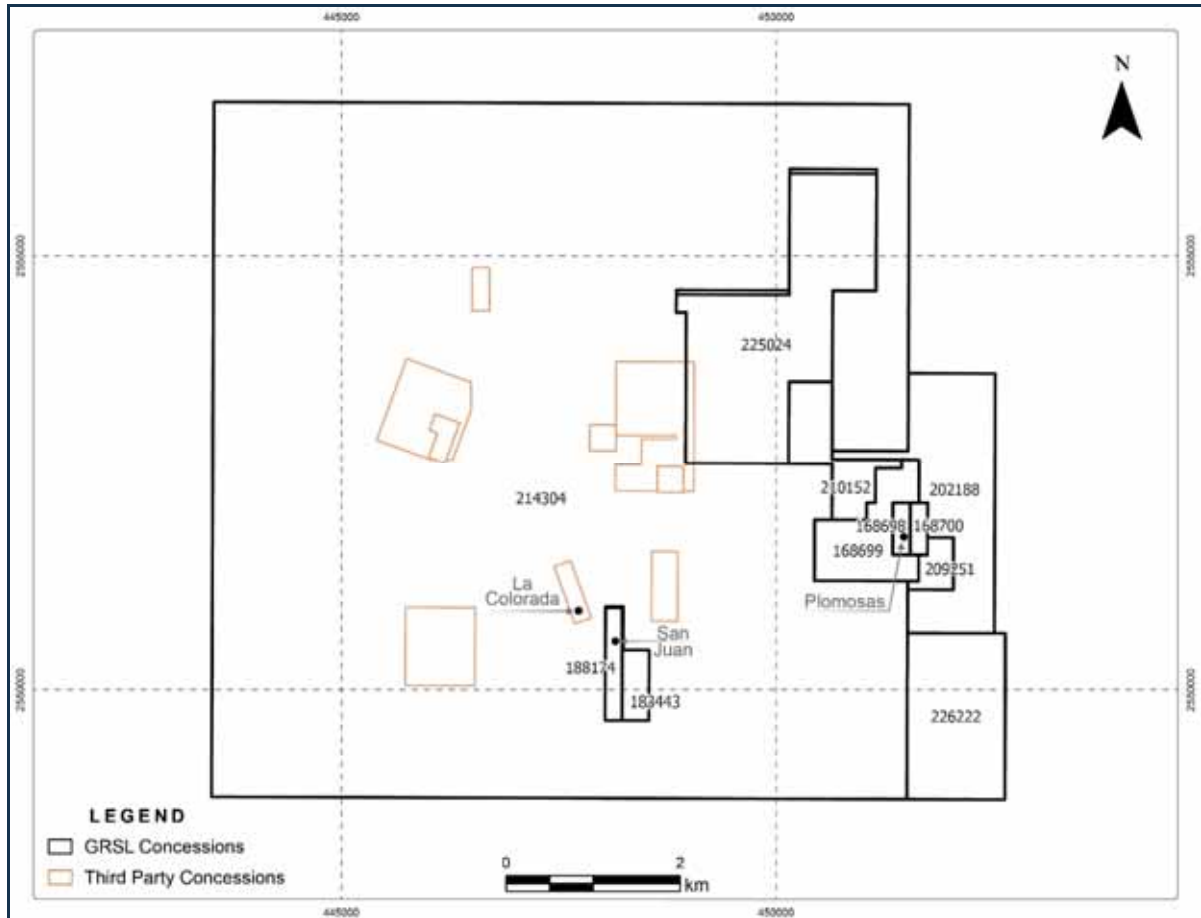 445000
450000
N
2555000
2555000
225024
214304
210152
202188
168698
168700
168699
209251
La
Colorada
Plomosas
San
Juan
188174
183443
2550000
2550000
226222
LEGEND
GRSL Concessions
Third Party Concessions
0
2
km
445000
450000